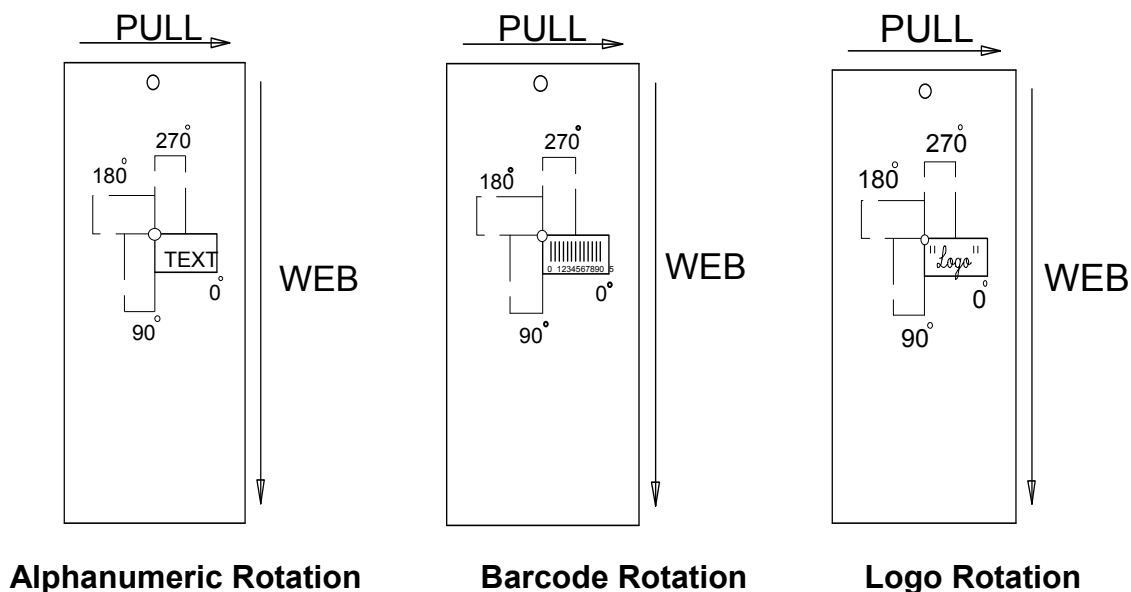 PULL
270°
180°
TEXT
0°
90°
WEB
Alphanumeric Rotation
PULL
270°
180°
0 1234567890 5
0°
90°
WEB
Barcode Rotation
PULL
270°
180°
"Logo"
0°
90°
WEB
Logo Rotation